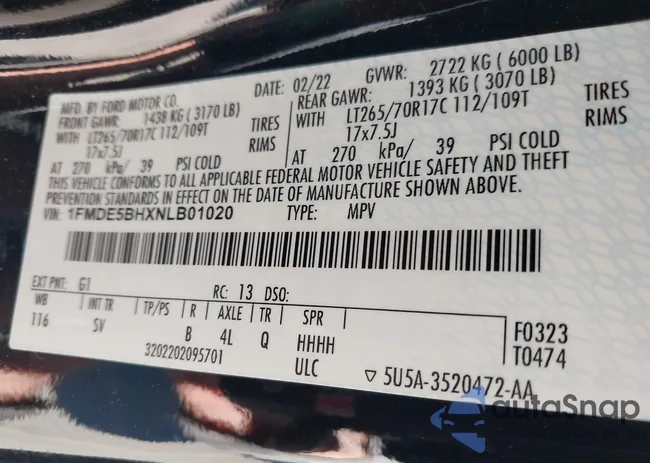 MFD. BY FORD MOTOR CO.
DATE: 02/22 GVWR: 2722 KG ( 6000 LB)
FRONT GAWR: 1438 KG ( 3170 LB)
WITH LT265/70R17C 112/109T TIRES
17x7.5J RIMS
AT 270 kPa/ 39 PSI COLD
REAR GAWR: 1393 KG ( 3070 LB)
WITH LT265/70R17C 112/109T TIRES
17x7.5J RIMS
AT 270 kPa/ 39 PSI COLD
THIS VEHICLE CONFORMS TO ALL APPLICABLE FEDERAL MOTOR VEHICLE SAFETY AND THEFT
PREVENTION STANDARDS IN EFFECT ON THE DATE OF MANUFACTURE SHOWN ABOVE.
VIN: 1FMDE5BHXNLB01020 TYPE: MPV
EXT PNT: G1 RC: 13 DSO:
WB INT TR TP/PS R AXLE TR SPR
116 SV B 4L Q HHHH
3202202095701 ULC
F0323
T0474
▽ 5U5A-3520472-AA
autoSnap